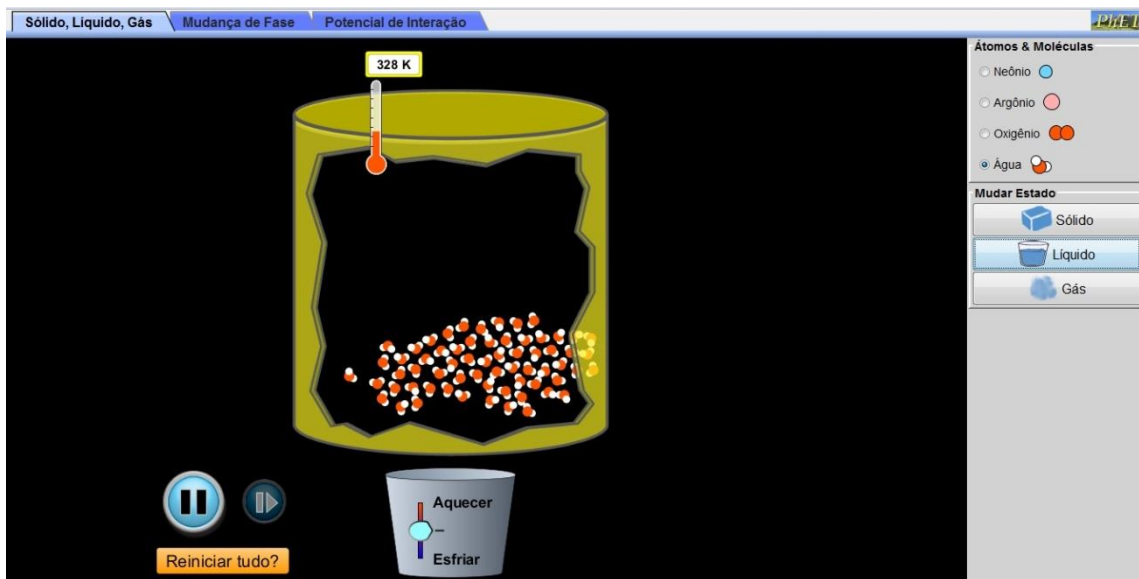 Sólido, Líquido, Gás
Mudança de Fase
Potencial de Interação
PhET
328 K
Átomos & Moléculas
Neônio
Argônio
Oxigênio
Água
Mudar Estado
Sólido
Líquido
Gás
Aquecer
Esfriar
Reiniciar tudo?